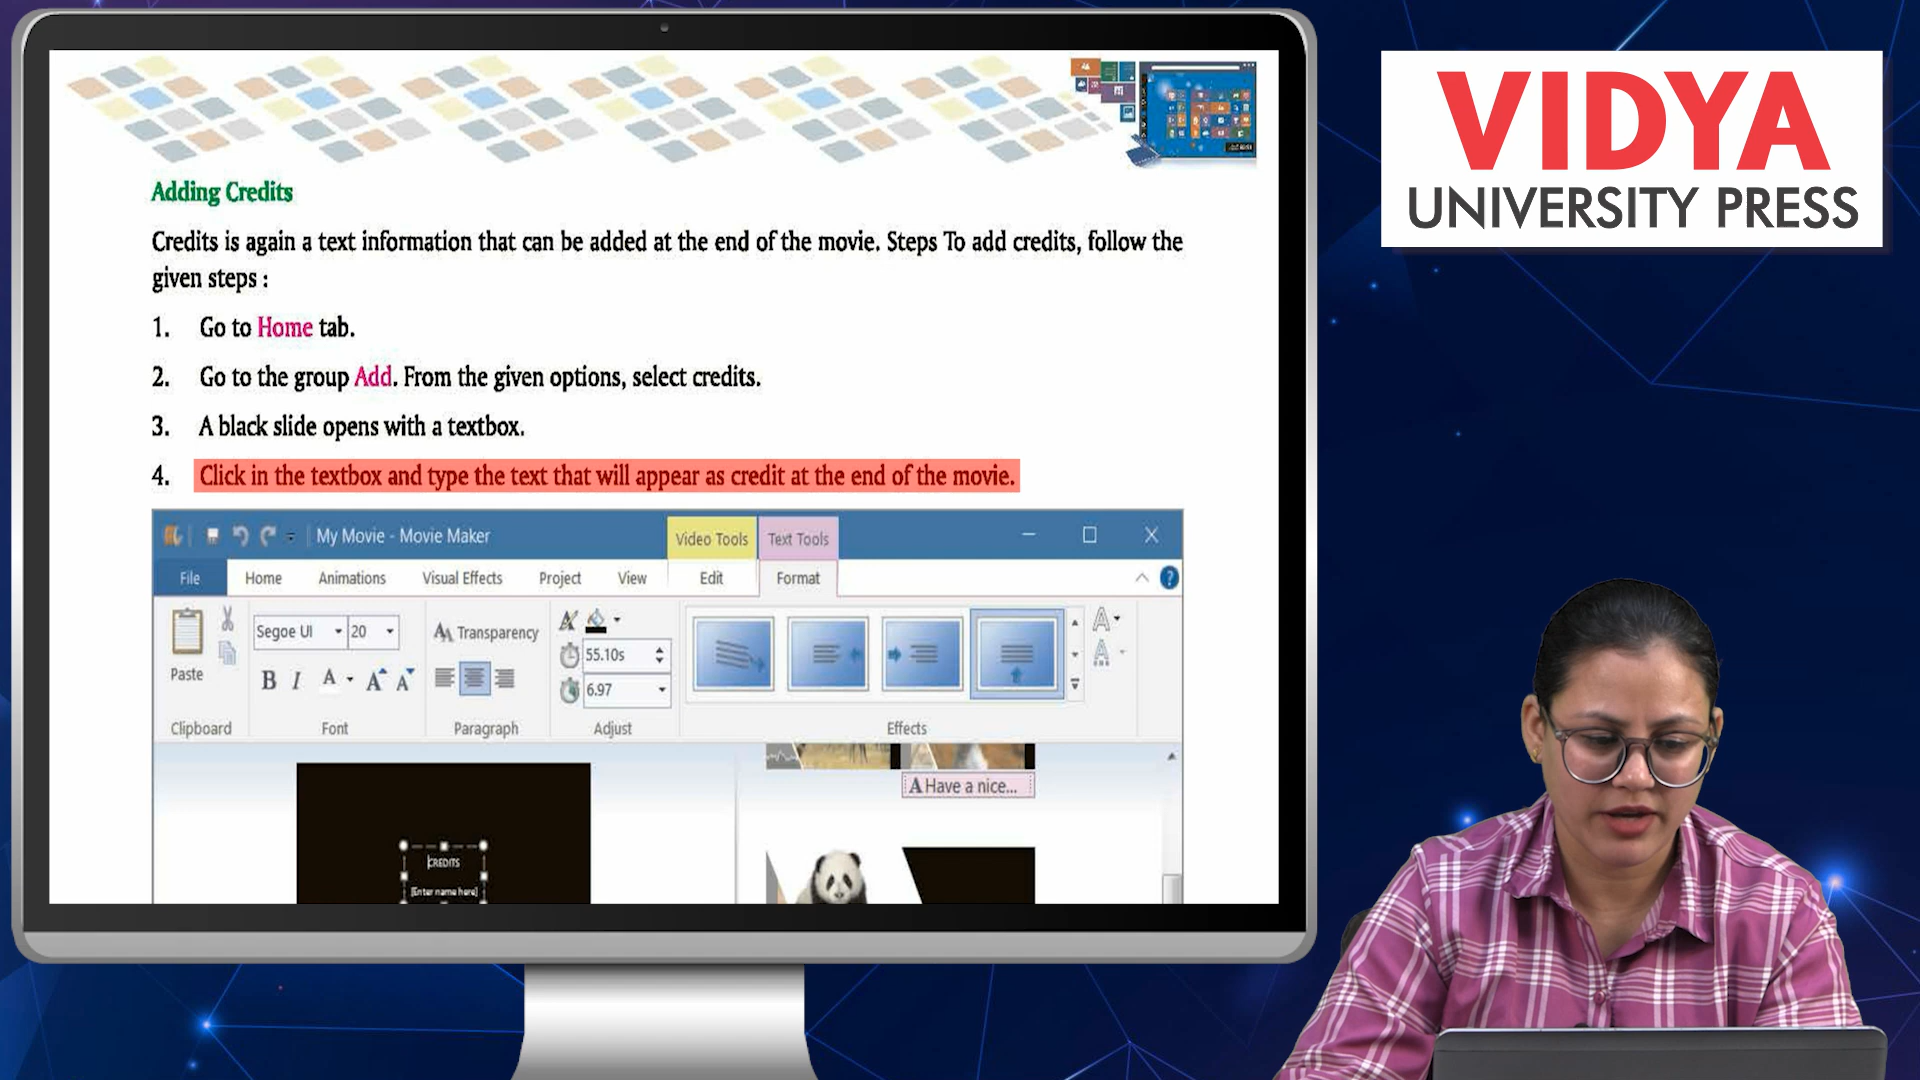 VIDYA
UNIVERSITY PRESS
Adding Credits
Credits is again a text information that can be added at the end of the movie. Steps To add credits, follow the
given steps :
1. Go to Home tab.
2. Go to the group Add. From the given options, select credits.
3. A black slide opens with a textbox.
4. Click in the textbox and type the text that will appear as credit at the end of the movie.
My Movie - Movie Maker
Video Tools Text Tools
File Home Animations Visual Effects Project View Edit Format
Segoe UI 20 Transparency
55.10s
Paste B I A A A 6.97
Clipboard Font Paragraph Adjust Effects
A Have a nice...
CREDITS
[Enter name here]